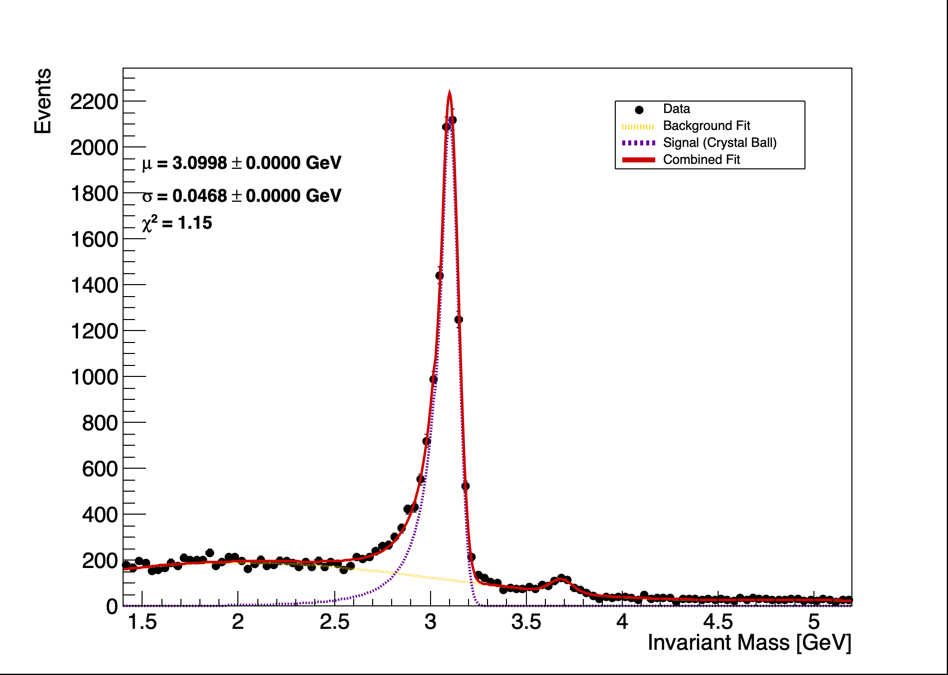 Events
2200
2000
1800
1600
1400
1200
1000
800
600
400
200
0
μ = 3.0998 ± 0.0000 GeV
σ = 0.0468 ± 0.0000 GeV
χ² = 1.15
Data
Background Fit
Signal (Crystal Ball)
Combined Fit
1.5 2 2.5 3 3.5 4 4.5 5
Invariant Mass [GeV]